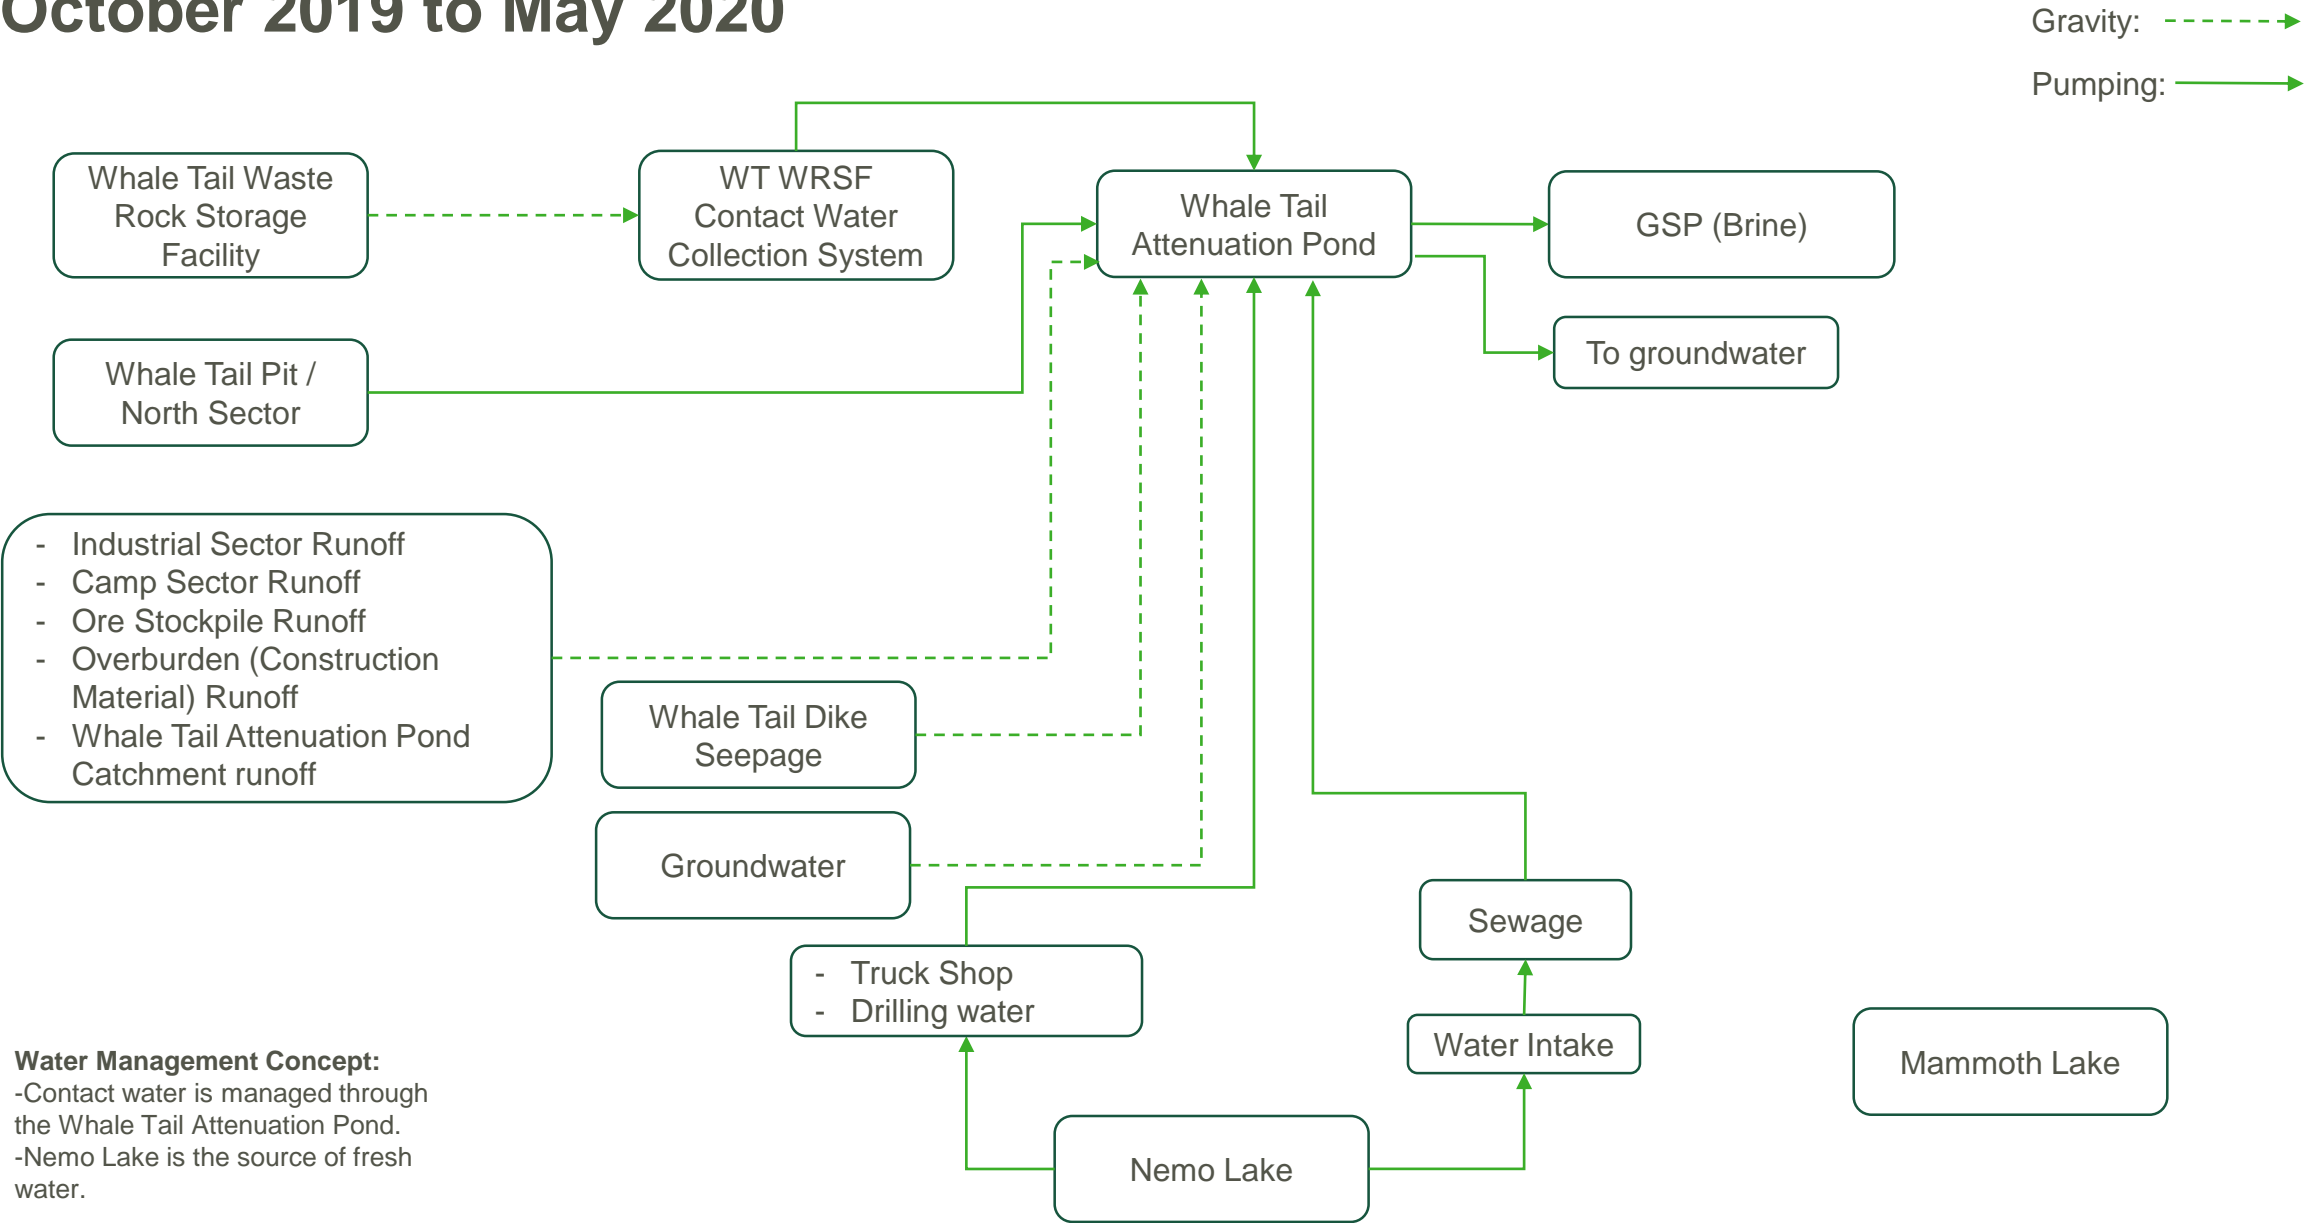 October 2019 to May 2020
Gravity:
Pumping:
Whale Tail Waste
Rock Storage
Facility
WT WRSF
Contact Water
Collection System
Whale Tail
Attenuation Pond
GSP (Brine)
To groundwater
Whale Tail Pit /
North Sector
- Industrial Sector Runoff
- Camp Sector Runoff
- Ore Stockpile Runoff
- Overburden (Construction
Material) Runoff
- Whale Tail Attenuation Pond
Catchment runoff
Whale Tail Dike
Seepage
Groundwater
Sewage
- Truck Shop
- Drilling water
Water Intake
Mammoth Lake
Nemo Lake
Water Management Concept:
-Contact water is managed through
the Whale Tail Attenuation Pond.
-Nemo Lake is the source of fresh
water.